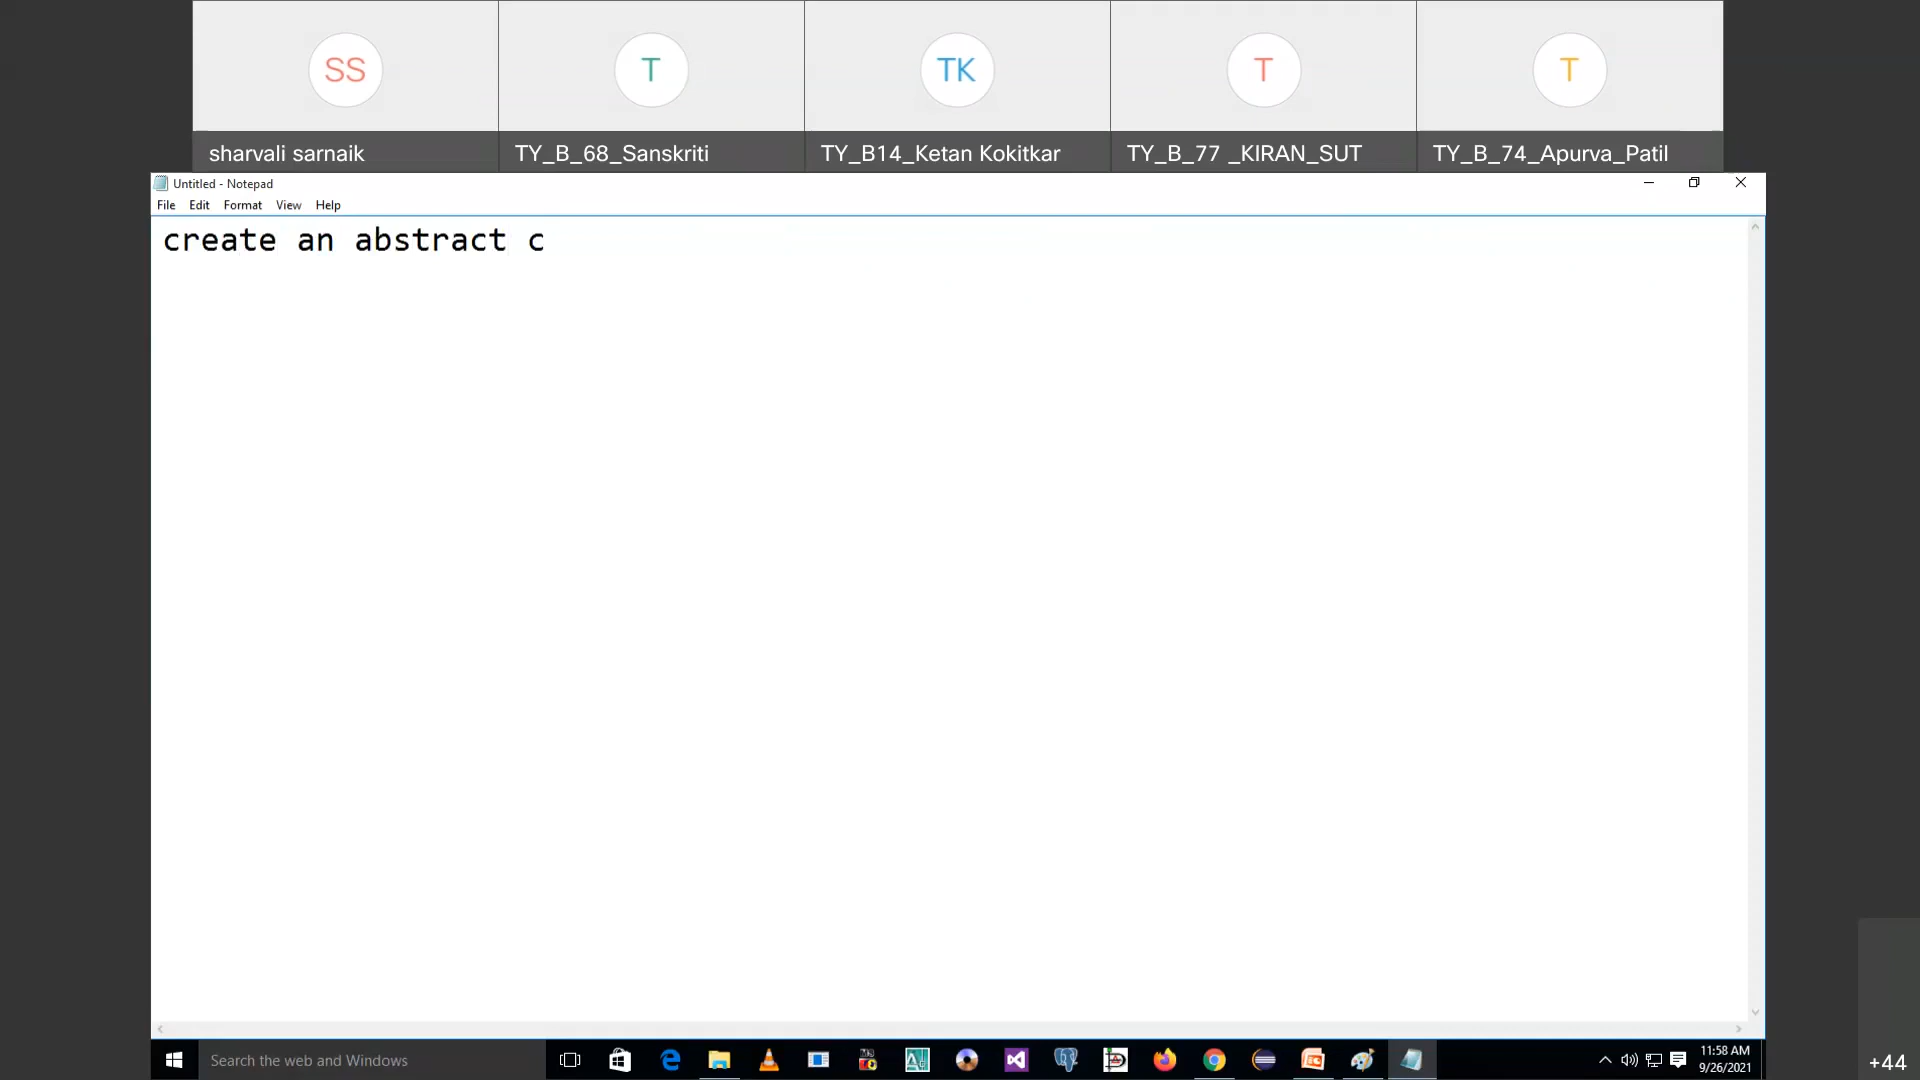 SS
T
TK
T
T
sharvali sarnaik
TY_B_68_Sanskriti
TY_B14_Ketan Kokitkar
TY_B_77 _KIRAN_SUT
TY_B_74_Apurva_Patil
Untitled - Notepad
File Edit Format View Help
create an abstract c
Search the web and Windows
11:58 AM
9/26/2021
+44